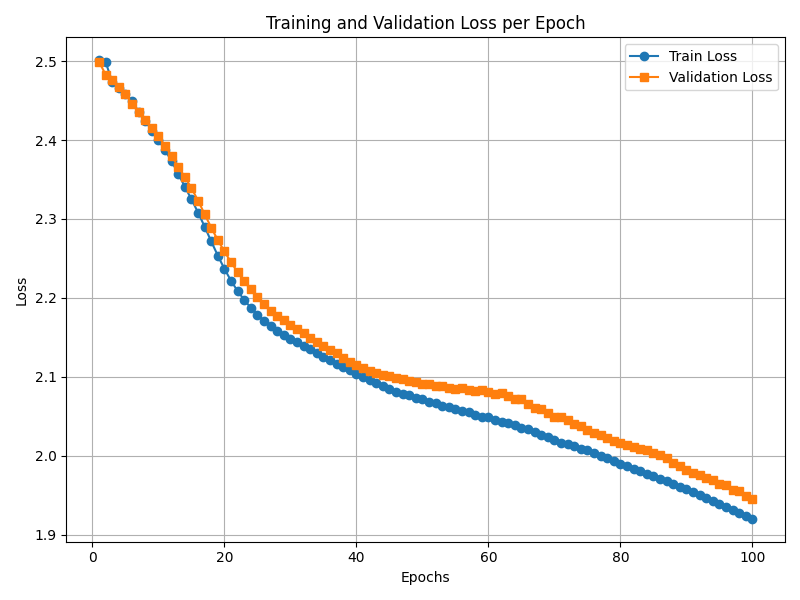 Training and Validation Loss per Epoch
Train Loss
Validation Loss
Loss
2.5
2.4
2.3
2.2
2.1
2.0
1.9
0 20 40 60 80 100
Epochs